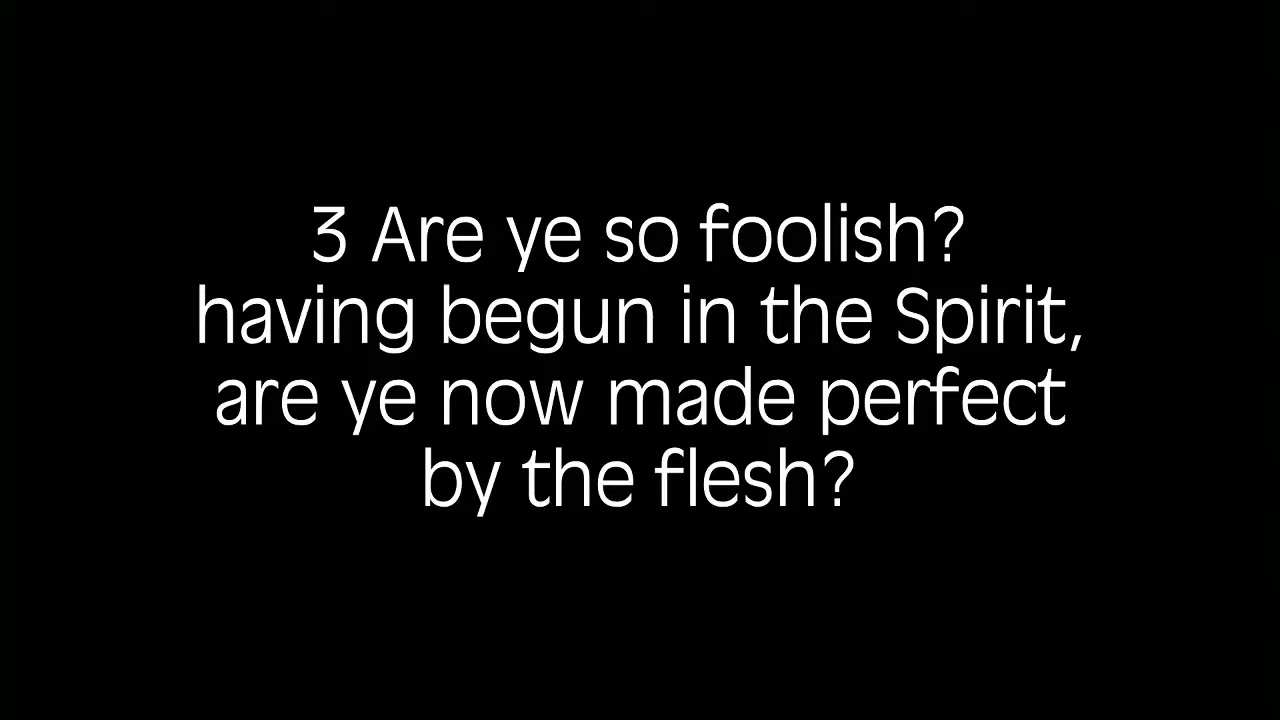 3 Are ye so foolish?
having begun in the Spirit,
are ye now made perfect
by the flesh?